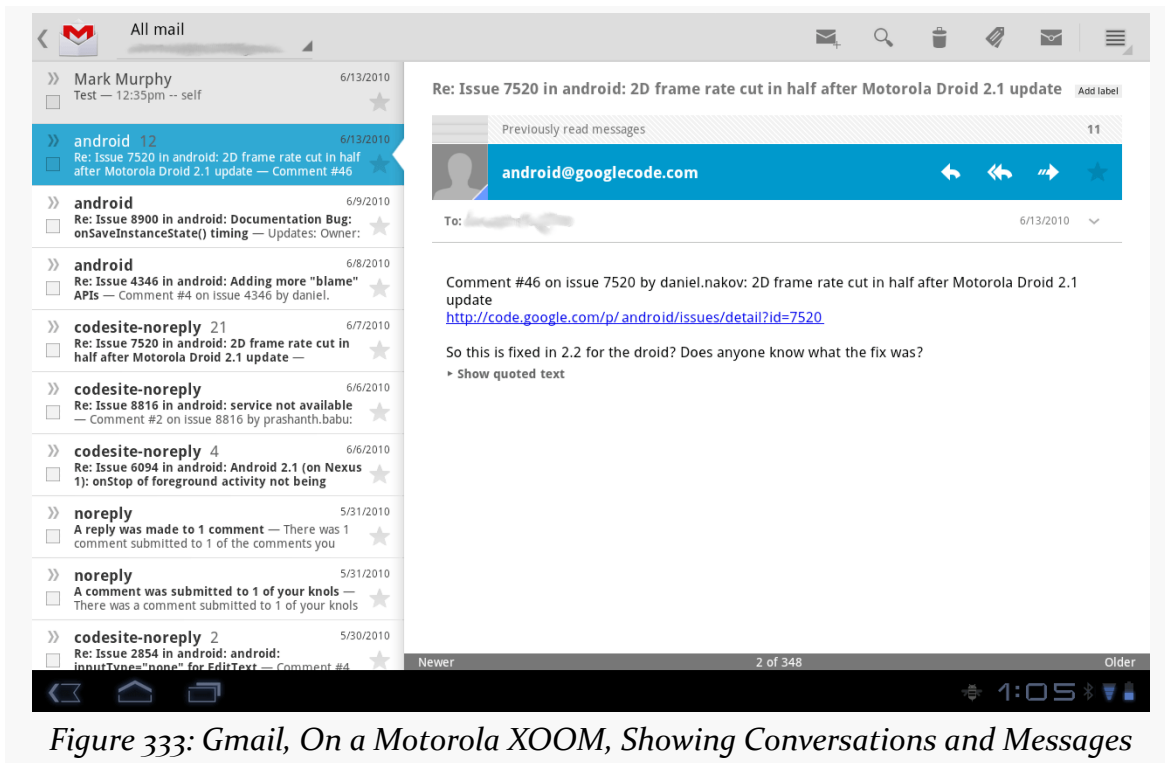 All mail
Mark Murphy 6/13/2010
Test — 12:35pm -- self
android 12 6/13/2010
Re: Issue 7520 in android: 2D frame rate cut in half
after Motorola Droid 2.1 update — Comment #46
android 6/9/2010
Re: Issue 8900 in android: Documentation Bug:
onSaveInstanceState() timing — Updates: Owner:
android 6/8/2010
Re: Issue 4346 in android: Adding more "blame"
APIs — Comment #4 on issue 4346 by daniel.
codesite-noreply 21 6/7/2010
Re: Issue 7520 in android: 2D frame rate cut in
half after Motorola Droid 2.1 update —
codesite-noreply 6/6/2010
Re: Issue 8816 in android: service not available
— Comment #2 on issue 8816 by prashanth.babu:
codesite-noreply 4 6/6/2010
Re: Issue 6094 in android: Android 2.1 (on Nexus
1): onStop of foreground activity not being
noreply 5/31/2010
A reply was made to 1 comment — There was 1
comment submitted to 1 of the comments you
noreply 5/31/2010
A comment was submitted to 1 of your knols —
There was a comment submitted to 1 of your knols
codesite-noreply 2 5/30/2010
Re: Issue 2854 in android: android:
inputType="none" for EditText — Comment #4
Re: Issue 7520 in android: 2D frame rate cut in half after Motorola Droid 2.1 update Add label
Previously read messages 11
android@googlecode.com
To: 6/13/2010
Comment #46 on issue 7520 by daniel.nakov: 2D frame rate cut in half after Motorola Droid 2.1
update
http://code.google.com/p/android/issues/detail?id=7520
So this is fixed in 2.2 for the droid? Does anyone know what the fix was?
▸ Show quoted text
Newer 2 of 348 Older
1:05
Figure 333: Gmail, On a Motorola XOOM, Showing Conversations and Messages